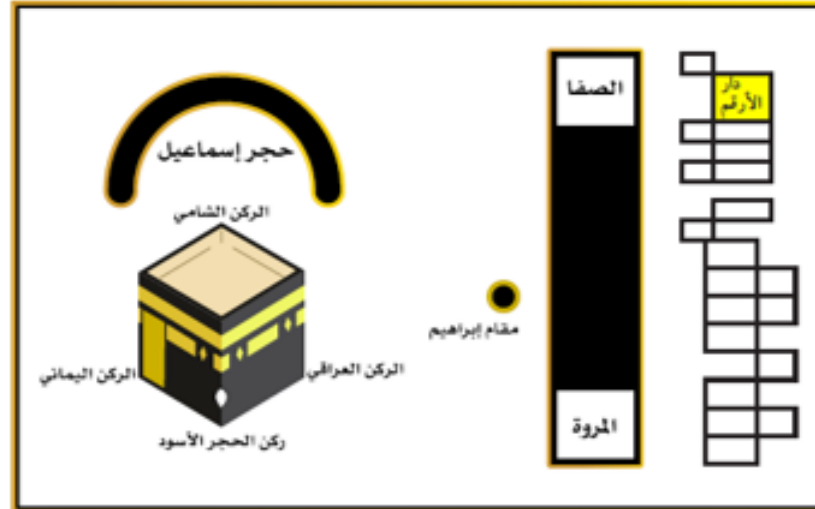 الصفا
دار
الأرقم
حجر إسماعيل
الركن الشامي
مقام إبراهيم
الركن العراقي
الركن اليماني
المروة
ركن الحجر الأسود